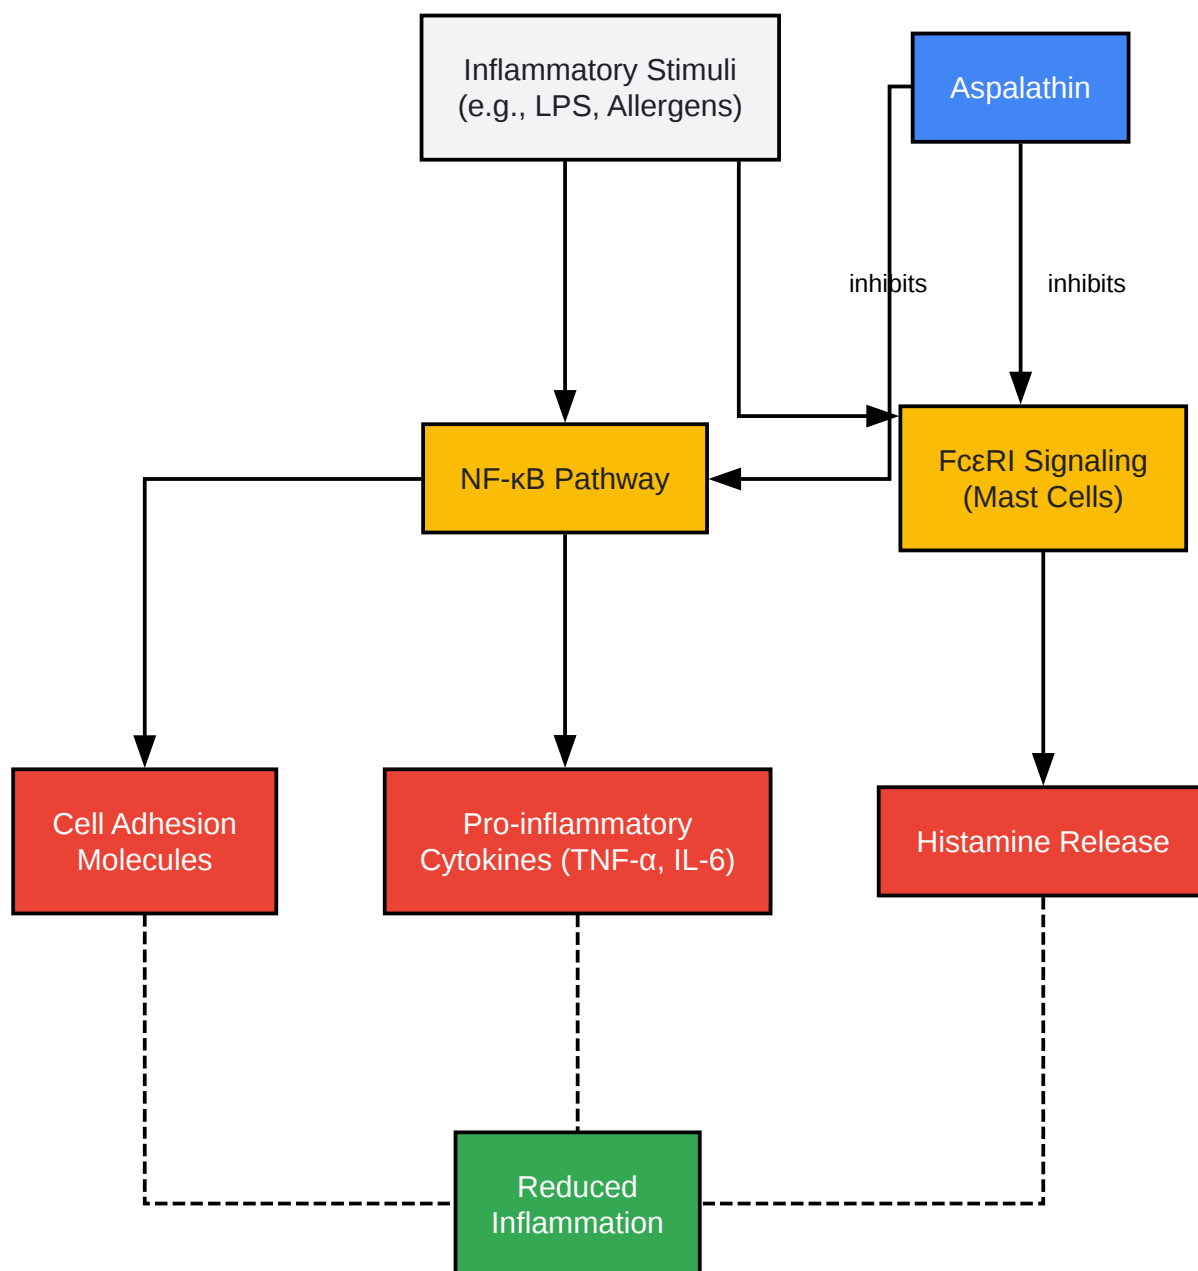 Inflammatory Stimuli
(e.g., LPS, Allergens)
Aspalathin
inhibits
inhibits
NF-κB Pathway
FcεRI Signaling
(Mast Cells)
Cell Adhesion
Molecules
Pro-inflammatory
Cytokines (TNF-α, IL-6)
Histamine Release
Reduced
Inflammation